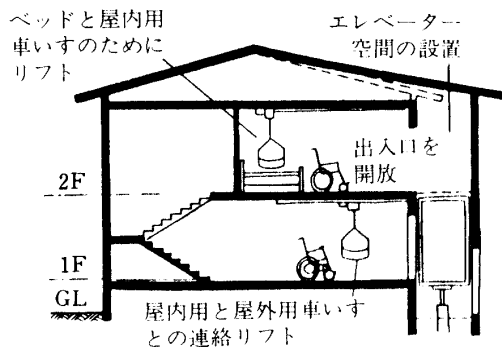 ベッドと屋内用
車いすのために
リフト
エレベーター
空間の設置
出入口を
開放
2F
1F
GL
屋内用と屋外用車いす
との連絡リフト